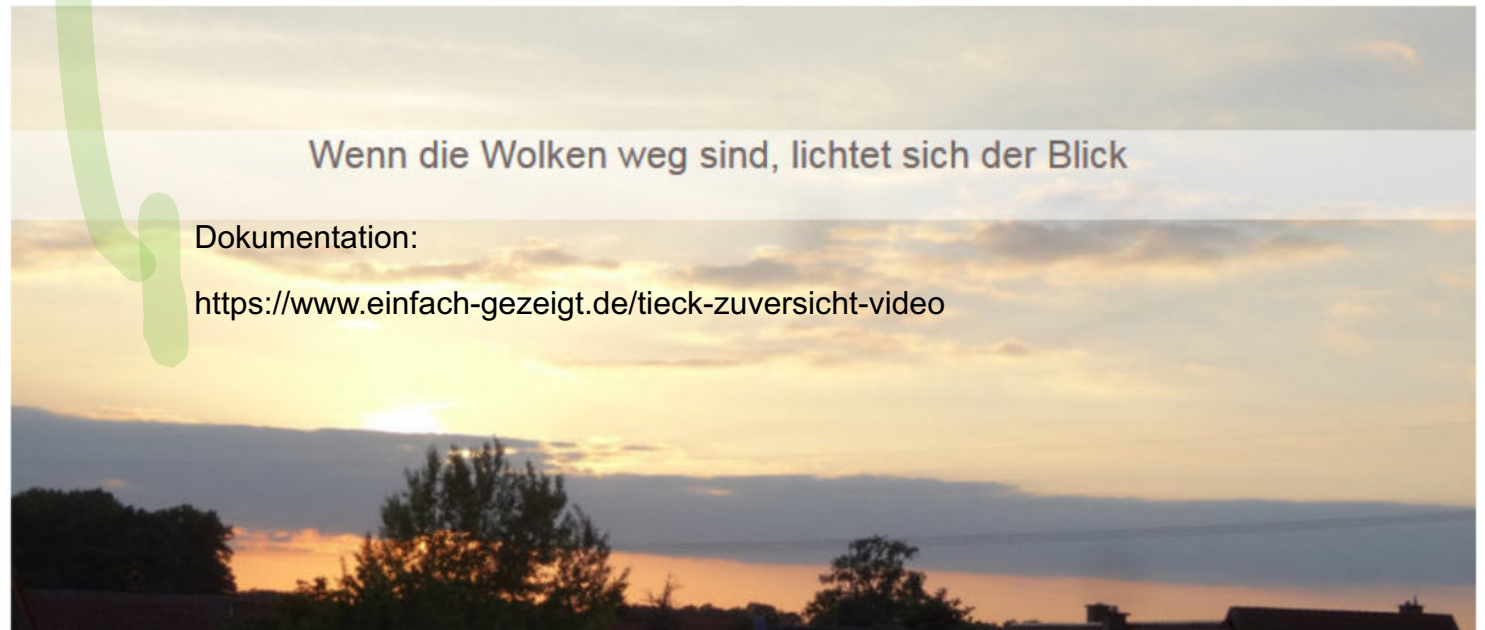 Wenn die Wolken weg sind, lichtet sich der Blick
Dokumentation:
https://www.einfach-gezeigt.de/tieck-zuversicht-video